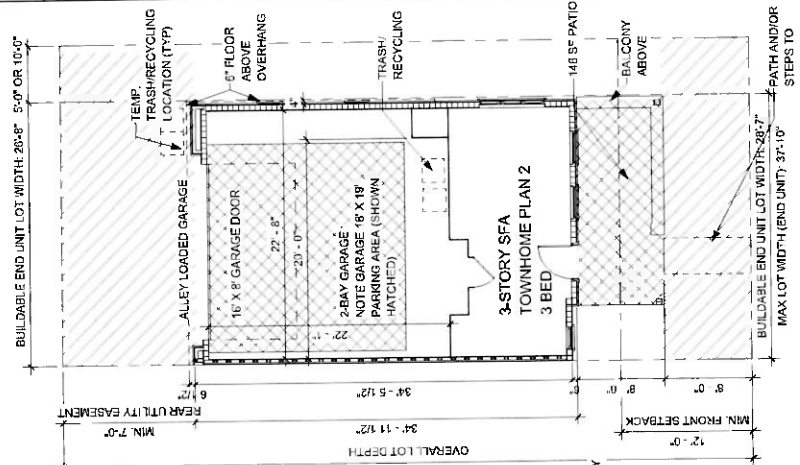 BUILDABLE END UNIT LOT WIDTH: 26'-8" 5'-0" OR 10'-0"
TEMP.
TRASH/RECYCLING
LOCATION (TYP)
6" FLOOR
ABOVE
OVERHANG
TRASH/
RECYCLING
146 SF PATIO
BALCONY
ABOVE
PATH AND/OR
STEPS TO
ALLEY LOADED GARAGE
4"
16' X 8' GARAGE DOOR
22' - 8"
20' - 0"
2-BAY GARAGE
NOTE GARAGE 18' X 19'
PARKING AREA (SHOWN
HATCHED)
22' - 1"
3-STORY SFA
TOWNHOME PLAN 2
3 BED
BUILDABLE END UNIT LOT WIDTH: 28'-7"
MAX LOT WIDTH (END UNIT): 37'-10"
REAR UTILITY EASEMENT
MIN. 7'-0"
6 1/2"
34' - 5 1/2"
34' - 11 1/2"
6"
8' - 0"
MIN. FRONT SETBACK
12' - 0"
OVERALL LOT DEPTH